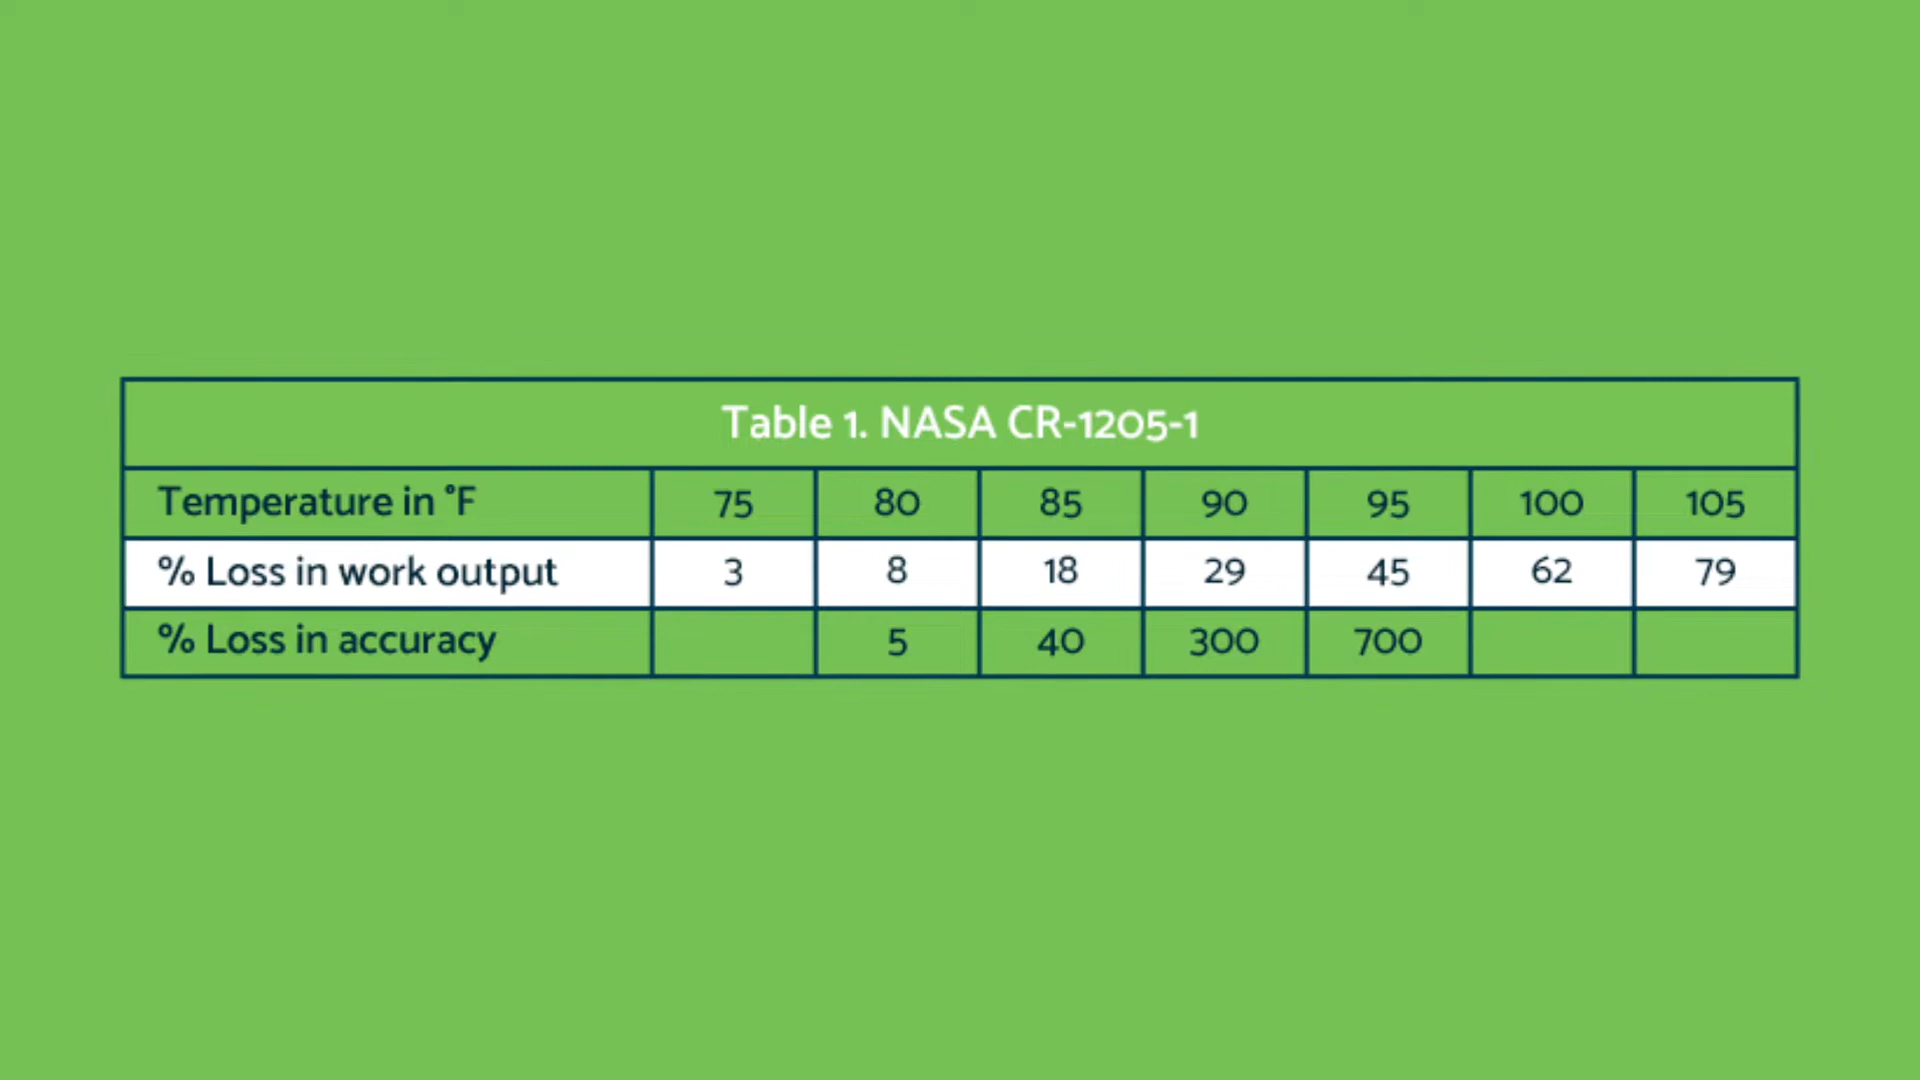 Table 1. NASA CR-1205-1
Temperature in °F 75 80 85 90 95 100 105
% Loss in work output 3 8 18 29 45 62 79
% Loss in accuracy 5 40 300 700